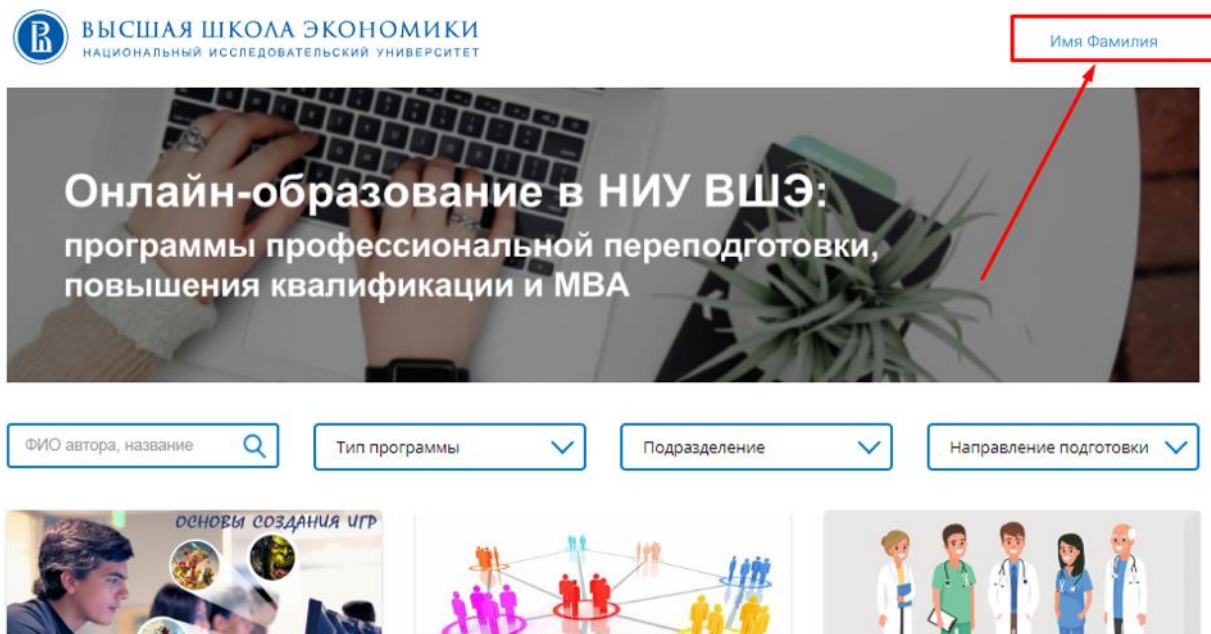 ВЫСШАЯ ШКОЛА ЭКОНОМИКИ
НАЦИОНАЛЬНЫЙ ИССЛЕДОВАТЕЛЬСКИЙ УНИВЕРСИТЕТ
Имя Фамилия
Онлайн-образование в НИУ ВШЭ:
программы профессиональной переподготовки,
повышения квалификации и MBA
ФИО автора, название
Тип программы
Подразделение
Направление подготовки
ОСНОВЫ СОЗДАНИЯ ИГР